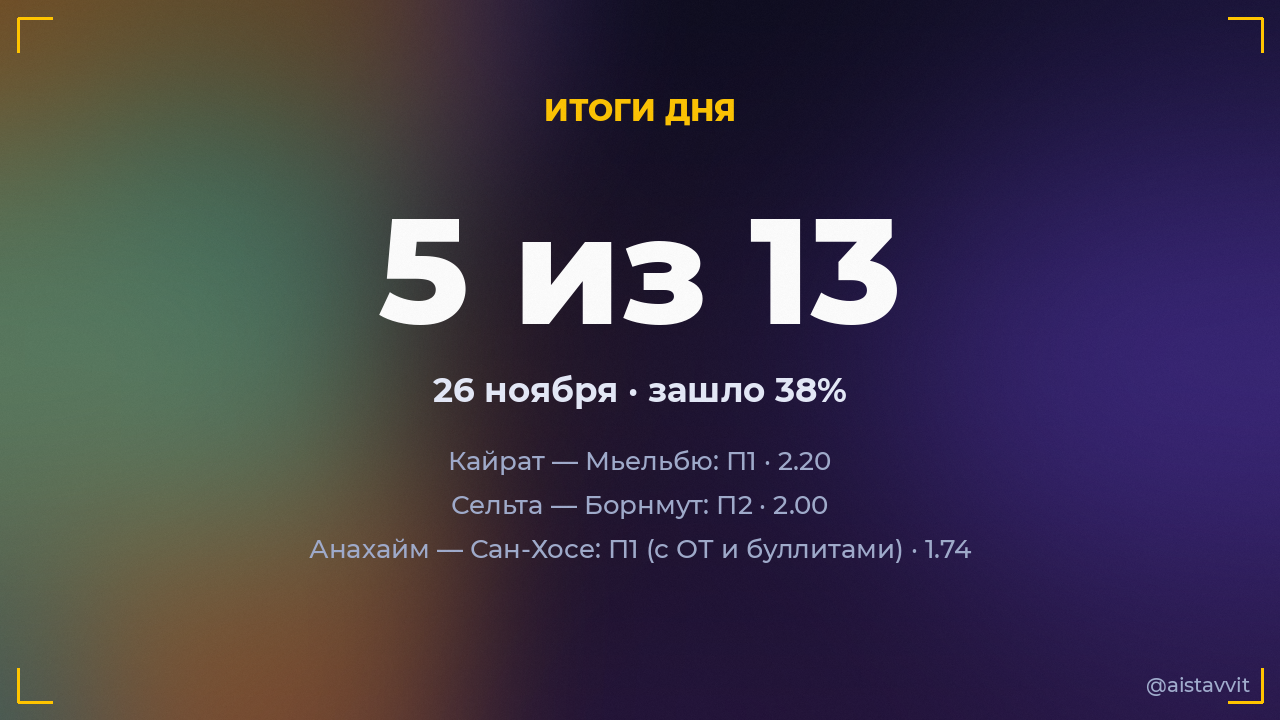 ИТОГИ ДНЯ
5 из 13
26 ноября · зашло 38%
Кайрат — Мьельбю: П1 · 2.20
Сельта — Борнмут: П2 · 2.00
Анахайм — Сан-Хосе: П1 (с ОТ и буллитами) · 1.74
@aistavvit